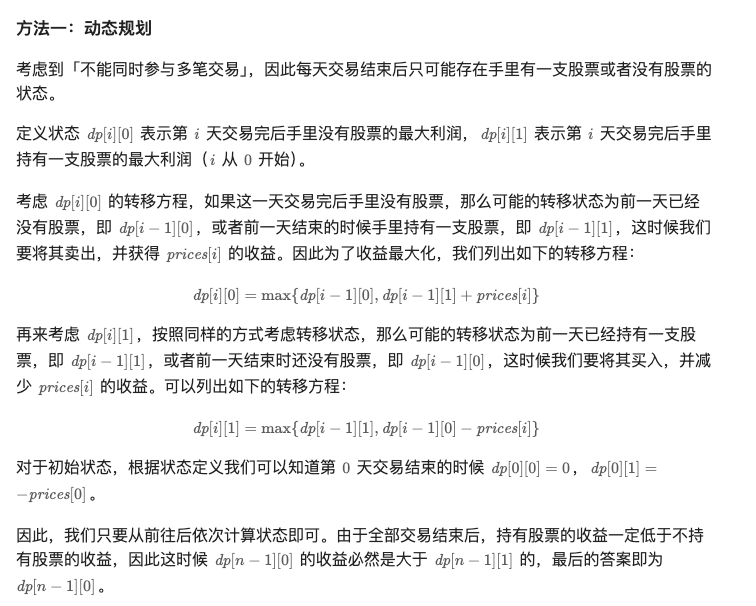 方法一：动态规划
考虑到「不能同时参与多笔交易」，因此每天交易结束后只可能存在手里有一支股票或者没有股票的
状态。
定义状态 dp[i][0] 表示第 i 天交易完后手里没有股票的最大利润， dp[i][1] 表示第 i 天交易完后手里
持有一支股票的最大利润（i 从 0 开始）。
考虑 dp[i][0] 的转移方程，如果这一天交易完后手里没有股票，那么可能的转移状态为前一天已经
没有股票，即 dp[i − 1][0]，或者前一天结束的时候手里持有一支股票，即 dp[i − 1][1]，这时候我们
要将其卖出，并获得 prices[i] 的收益。因此为了收益最大化，我们列出如下的转移方程：
dp[i][0] = max{dp[i − 1][0], dp[i − 1][1] + prices[i]}
再来考虑 dp[i][1]，按照同样的方式考虑转移状态，那么可能的转移状态为前一天已经持有一支股
票，即 dp[i − 1][1]，或者前一天结束时还没有股票，即 dp[i − 1][0]，这时候我们要将其买入，并减
少 prices[i] 的收益。可以列出如下的转移方程：
dp[i][1] = max{dp[i − 1][1], dp[i − 1][0] − prices[i]}
对于初始状态，根据状态定义我们可以知道第 0 天交易结束的时候 dp[0][0] = 0， dp[0][1] =
−prices[0]。
因此，我们只要从前往后依次计算状态即可。由于全部交易结束后，持有股票的收益一定低于不持
有股票的收益，因此这时候 dp[n − 1][0] 的收益必然是大于 dp[n − 1][1] 的，最后的答案即为
dp[n − 1][0]。